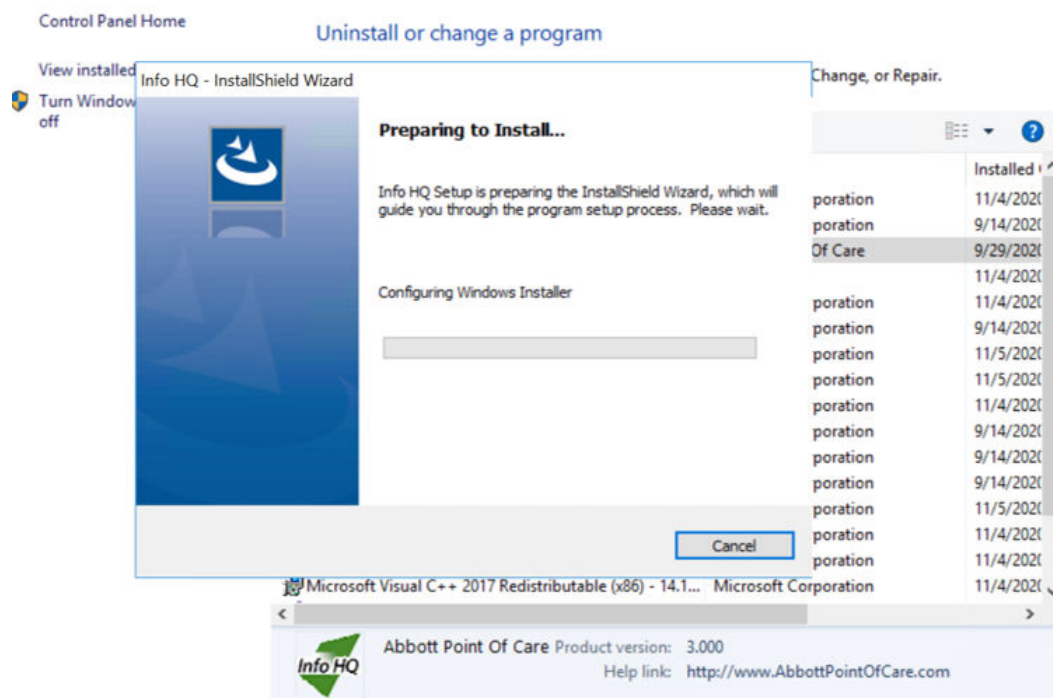 Control Panel Home
Uninstall or change a program
View installed
Change, or Repair.
Turn Window
off
Info HQ - InstallShield Wizard
Preparing to Install...
Info HQ Setup is preparing the InstallShield Wizard, which will
guide you through the program setup process. Please wait.
Configuring Windows Installer
Cancel
Installed
poration 11/4/2020
poration 9/14/2020
Of Care 9/29/2020
11/4/2020
poration 11/4/2020
poration 9/14/2020
poration 11/5/2020
poration 11/5/2020
poration 11/4/2020
poration 9/14/2020
poration 9/14/2020
poration 9/14/2020
poration 11/5/2020
poration 11/4/2020
poration 11/4/2020
Microsoft Visual C++ 2017 Redistributable (x86) - 14.1... Microsoft Corporation 11/4/2020
Info HQ
Abbott Point Of Care Product version: 3.000
Help link: http://www.AbbottPointOfCare.com